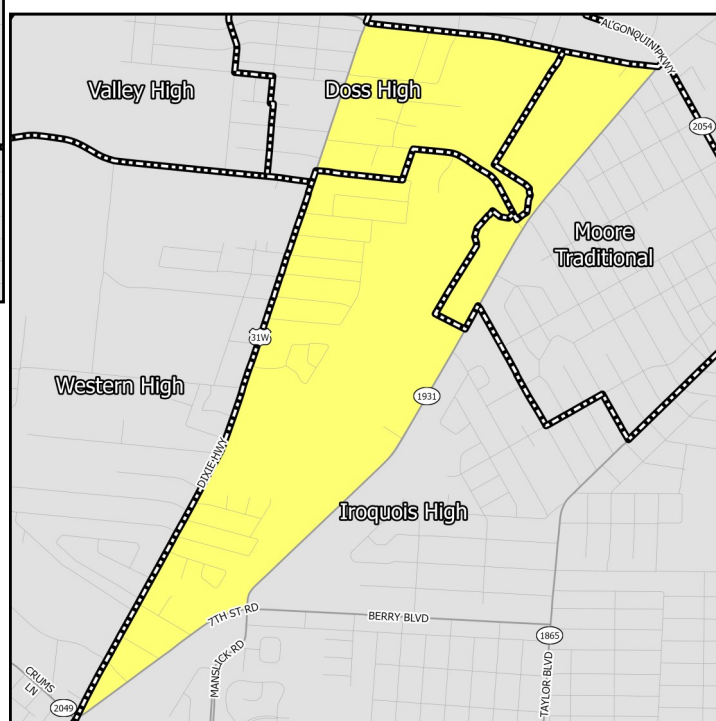 ALGONQUIN PKWY
Valley High
Doss High
2054
Moore
Traditional
31W
Western High
1931
DIXIE HWY
Iroquois High
7TH ST RD
BERRY BLVD
1865
MANSLICK RD
TAYLOR BLVD
CRUMS
LN
2049